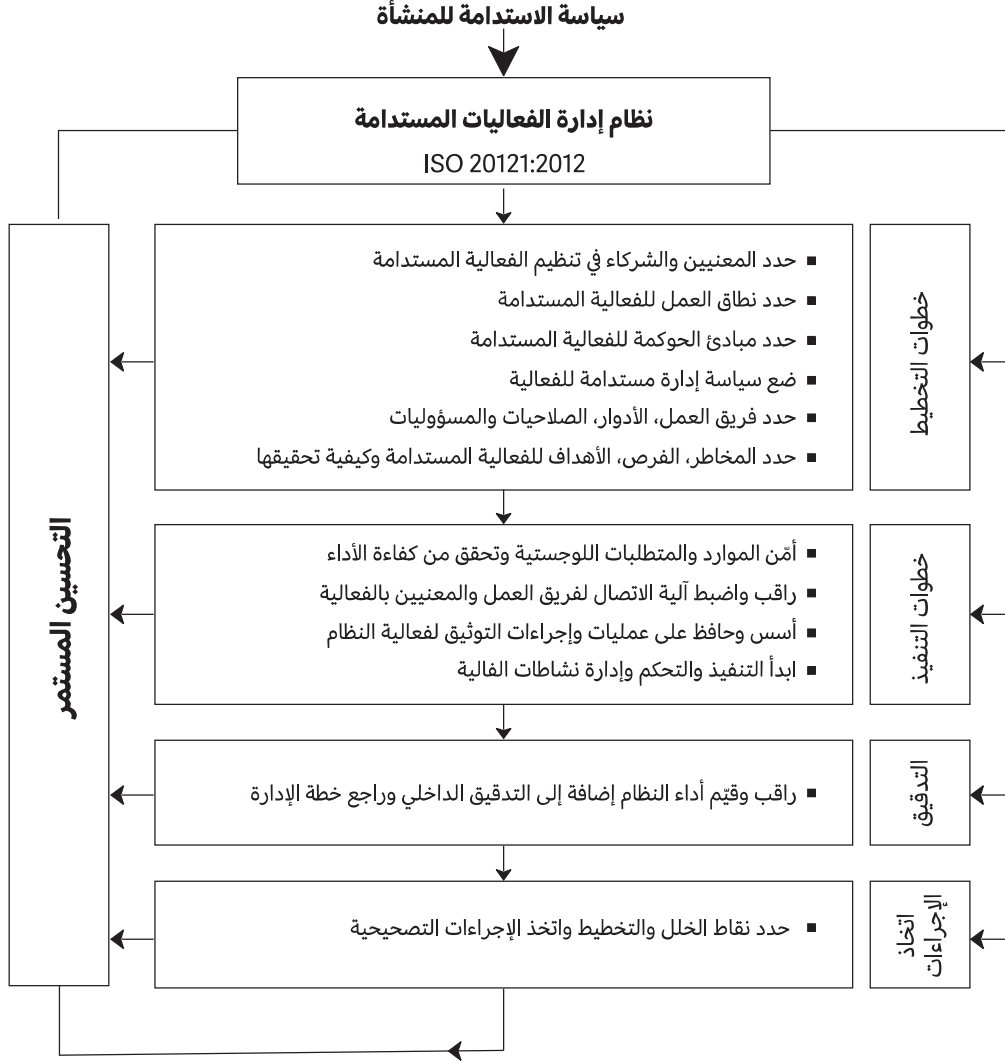 سياسة الاستدامة للمنشأة
نظام إدارة الفعاليات المستدامة
ISO 20121:2012
خطوات التخطيط
▪ حدد المعنيين والشركاء في تنظيم الفعالية المستدامة
▪ حدد نطاق العمل للفعالية المستدامة
▪ حدد مبادئ الحوكمة للفعالية المستدامة
▪ ضع سياسة إدارة مستدامة للفعالية
▪ حدد فريق العمل، الأدوار، الصلاحيات والمسؤوليات
▪ حدد المخاطر، الفرص، الأهداف للفعالية المستدامة وكيفية تحقيقها
خطوات التنفيذ
▪ أمّن الموارد والمتطلبات اللوجستية وتحقق من كفاءة الأداء
▪ راقب واضبط آلية الاتصال لفريق العمل والمعنيين بالفعالية
▪ أسس وحافظ على عمليات وإجراءات التوثيق لفعالية النظام
▪ ابدأ التنفيذ والتحكم وإدارة نشاطات الفالية
التدقيق
▪ راقب وقيّم أداء النظام إضافة إلى التدقيق الداخلي وراجع خطة الإدارة
اتخاذ
الإجراءات
▪ حدد نقاط الخلل والتخطيط واتخذ الإجراءات التصحيحية
التحسين المستمر